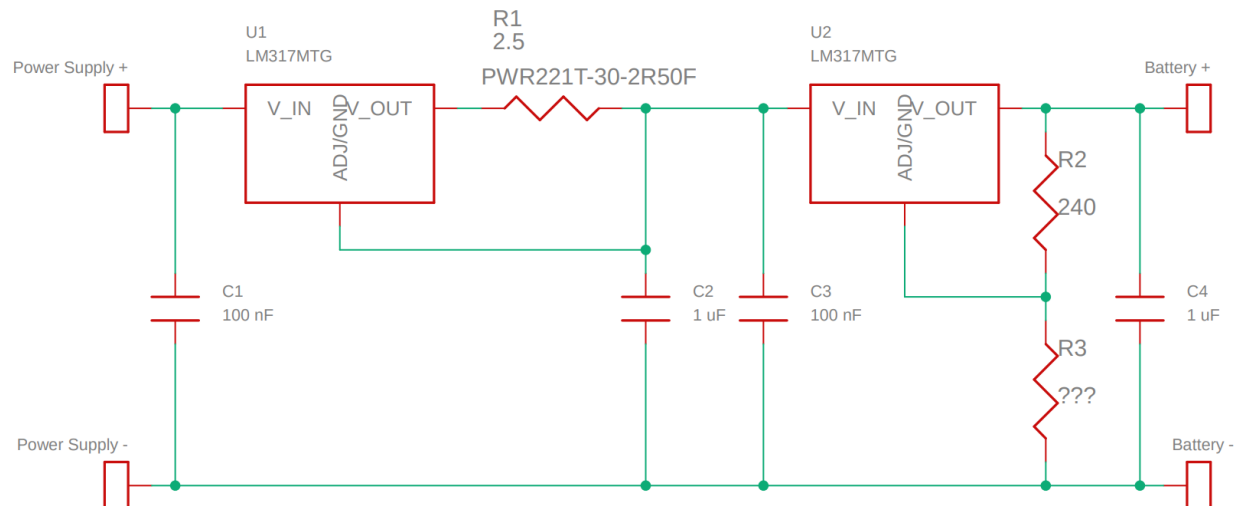 R1
2.5
PWR221T-30-2R50F
U1
LM317MTG
U2
LM317MTG
Power Supply +
Battery +
V_IN
ADJ/GND
V_OUT
V_IN
ADJ/GND
V_OUT
R2
240
C1
100 nF
C2
1 uF
C3
100 nF
C4
1 uF
R3
???
Power Supply -
Battery -